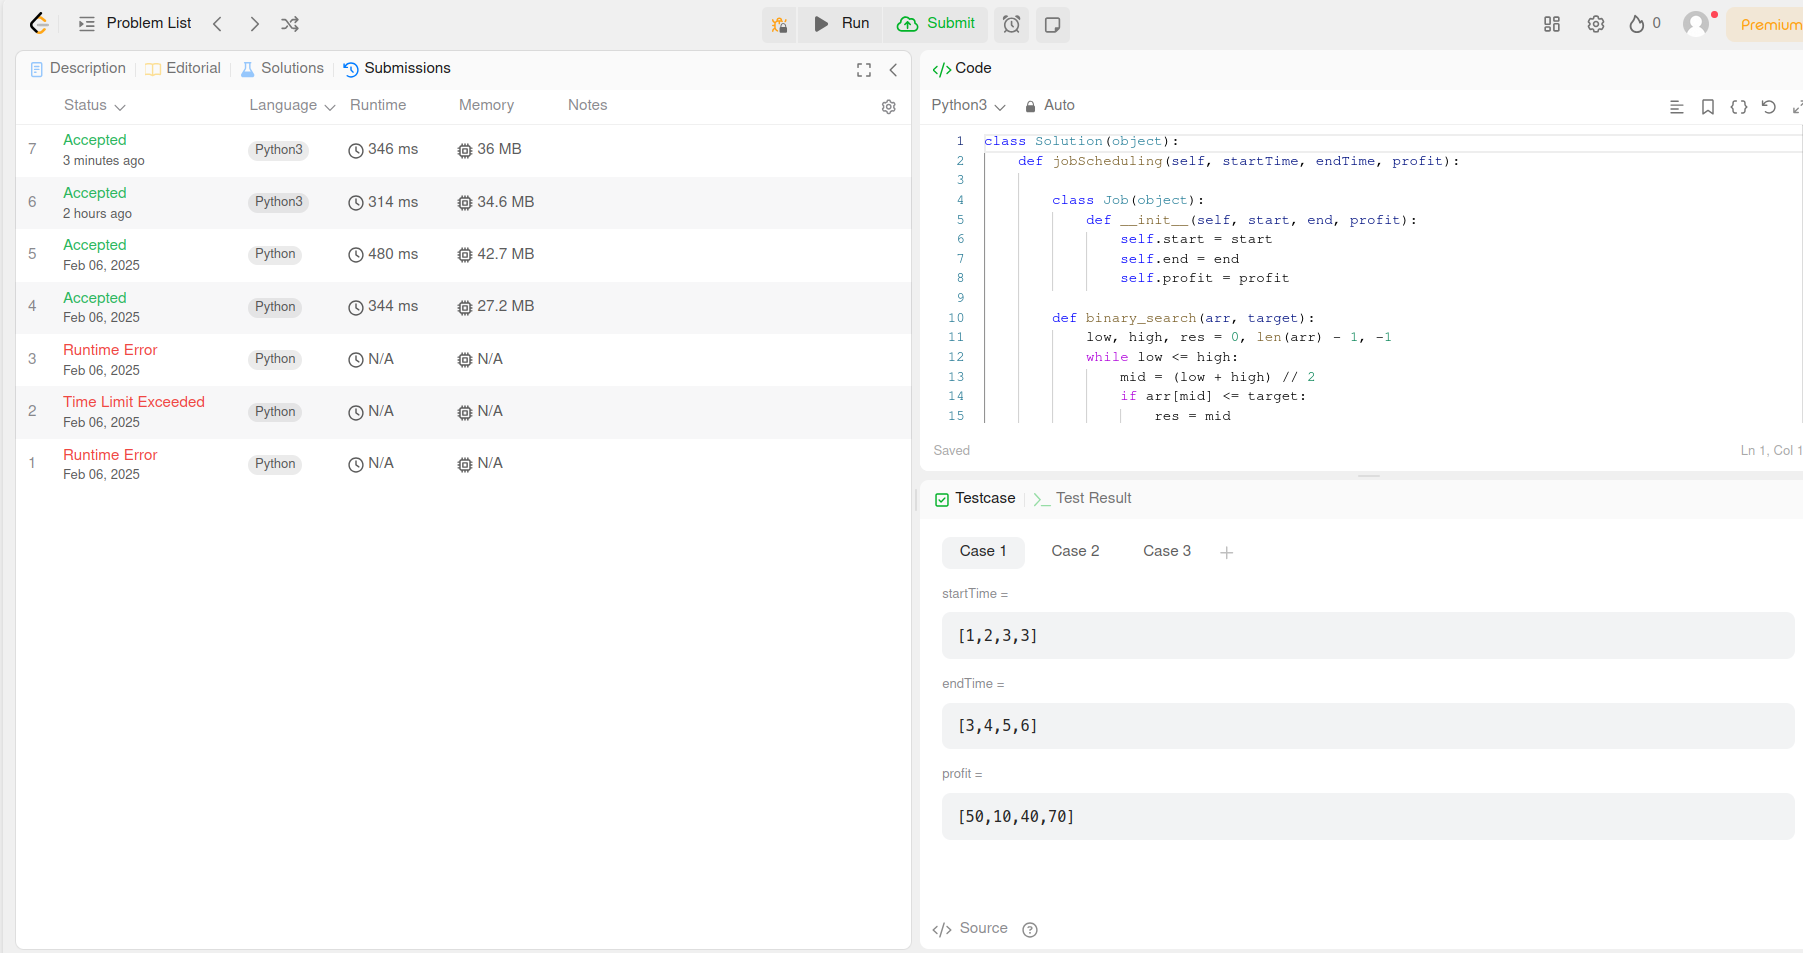 Problem List
Run
Submit
0
Premium
Description
Editorial
Solutions
Submissions
Status
Language
Runtime
Memory
Notes
7
Accepted
3 minutes ago
Python3
346 ms
36 MB
6
Accepted
2 hours ago
Python3
314 ms
34.6 MB
5
Accepted
Feb 06, 2025
Python
480 ms
42.7 MB
4
Accepted
Feb 06, 2025
Python
344 ms
27.2 MB
3
Runtime Error
Feb 06, 2025
Python
N/A
N/A
2
Time Limit Exceeded
Feb 06, 2025
Python
N/A
N/A
1
Runtime Error
Feb 06, 2025
Python
N/A
N/A
</> Code
Python3
Auto
1 class Solution(object):
2     def jobScheduling(self, startTime, endTime, profit):
3
4         class Job(object):
5             def __init__(self, start, end, profit):
6                 self.start = start
7                 self.end = end
8                 self.profit = profit
9
10         def binary_search(arr, target):
11             low, high, res = 0, len(arr) - 1, -1
12             while low <= high:
13                 mid = (low + high) // 2
14                 if arr[mid] <= target:
15                     res = mid
Saved
Ln 1, Col 1
Testcase
>_ Test Result
Case 1
Case 2
Case 3
startTime =
[1,2,3,3]
endTime =
[3,4,5,6]
profit =
[50,10,40,70]
</> Source